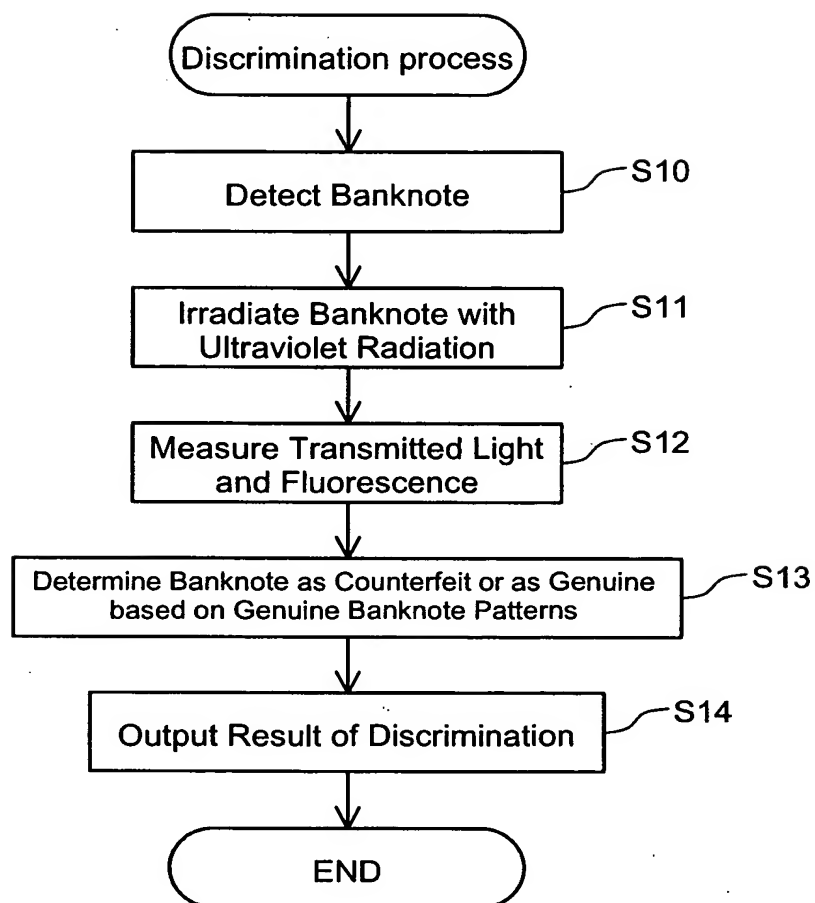 Discrimination process
Detect Banknote
S10
Irradiate Banknote with
Ultraviolet Radiation
S11
Measure Transmitted Light
and Fluorescence
S12
Determine Banknote as Counterfeit or as Genuine
based on Genuine Banknote Patterns
S13
Output Result of Discrimination
S14
END